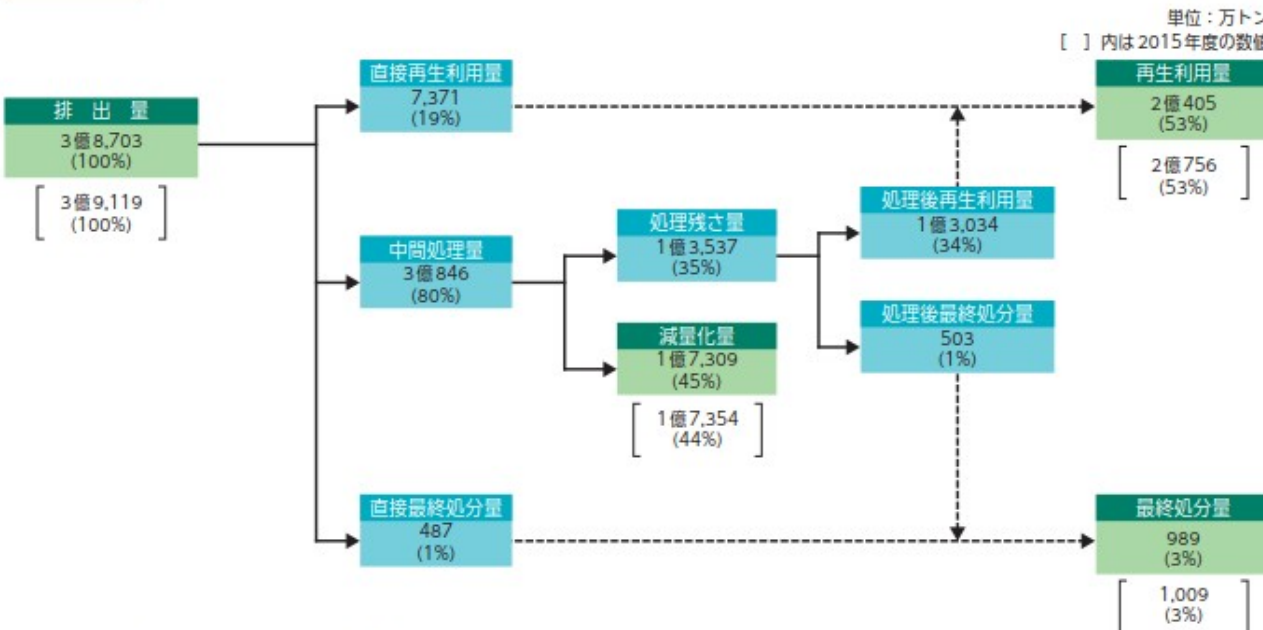 単位：万トン
[ ] 内は2015年度の数値
排 出 量
3億8,703
(100%)
3億9,119
(100%)
直接再生利用量
7,371
(19%)
中間処理量
3億846
(80%)
直接最終処分量
487
(1%)
処理残さ量
1億3,537
(35%)
減量化量
1億7,309
(45%)
1億7,354
(44%)
処理後再生利用量
1億3,034
(34%)
処理後最終処分量
503
(1%)
再生利用量
2億405
(53%)
2億756
(53%)
最終処分量
989
(3%)
1,009
(3%)